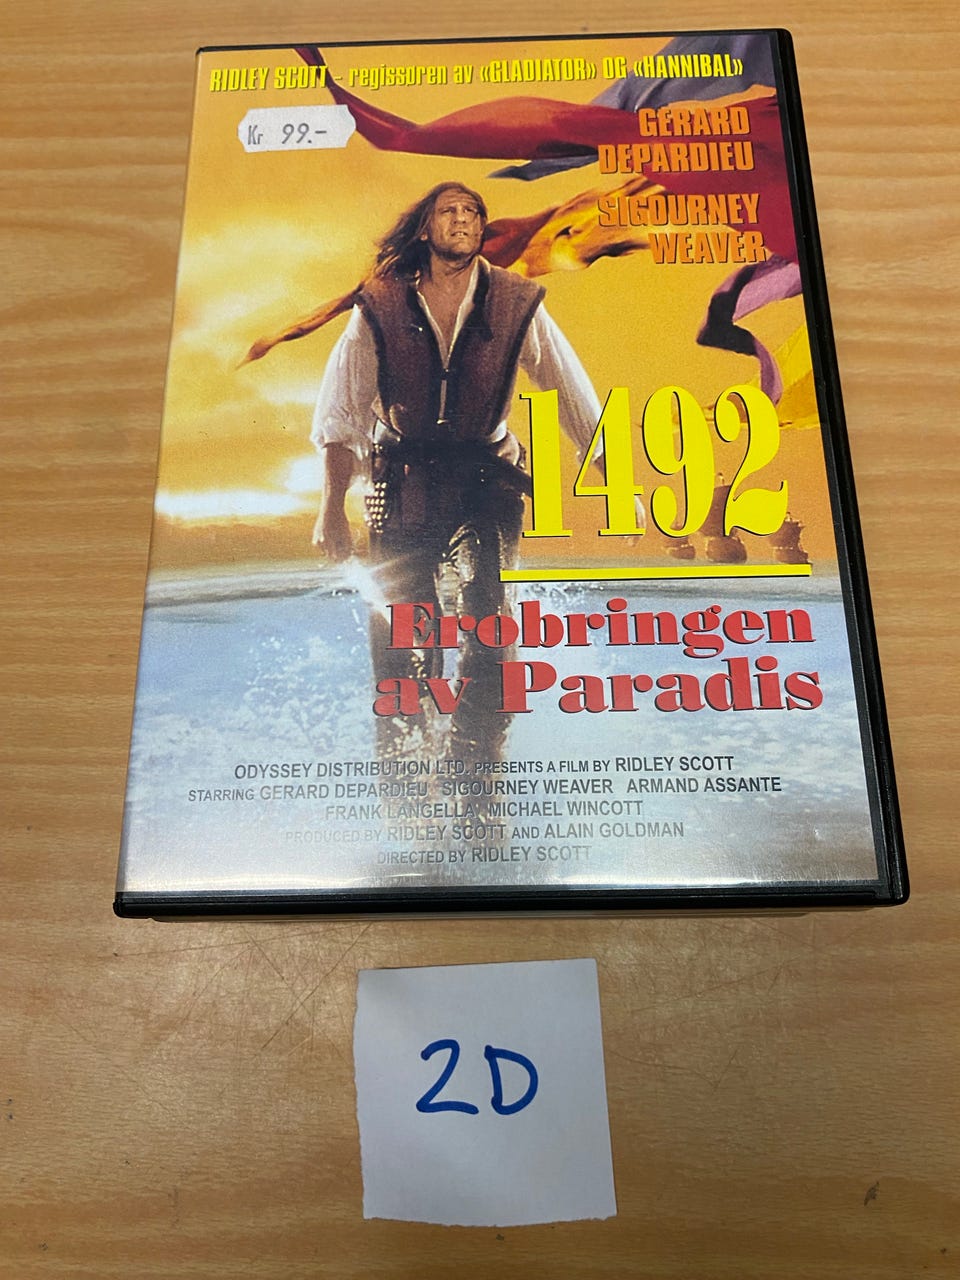 RIDLEY SCOTT - regissøren av «GLADIATOR» OG «HANNIBAL»
Kr 99.-
GERARD
DEPARDIEU
SIGOURNEY
WEAVER
1492
Erobringen
av Paradis
ODYSSEY DISTRIBUTION LTD. PRESENTS A FILM BY RIDLEY SCOTT
STARRING GERARD DEPARDIEU SIGOURNEY WEAVER ARMAND ASSANTE
FRANK LANGELLA MICHAEL WINCOTT
PRODUCED BY RIDLEY SCOTT AND ALAIN GOLDMAN
DIRECTED BY RIDLEY SCOTT
2D